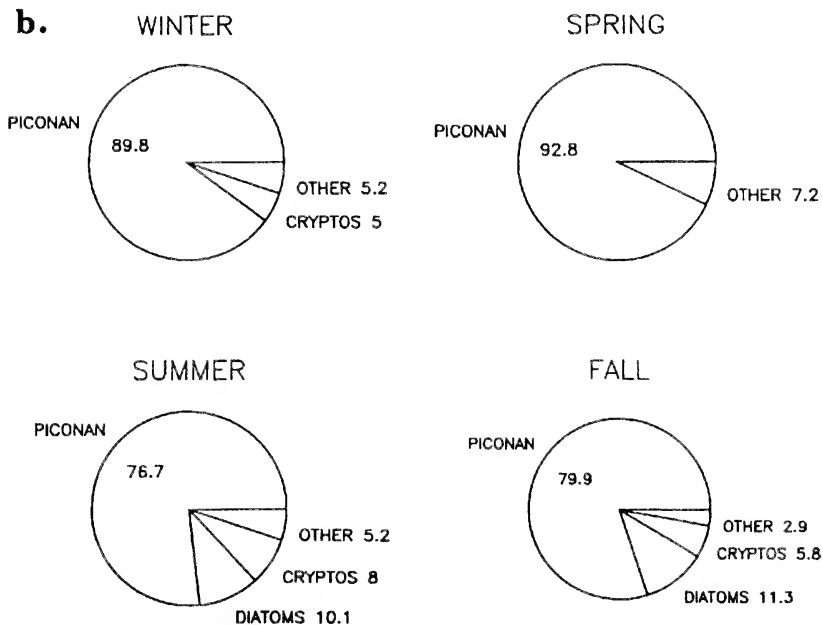 b.
WINTER
PICONAN
89.8
OTHER 5.2
CRYPTOS 5
SPRING
PICONAN
92.8
OTHER 7.2
SUMMER
PICONAN
76.7
OTHER 5.2
CRYPTOS 8
DIATOMS 10.1
FALL
PICONAN
79.9
OTHER 2.9
CRYPTOS 5.8
DIATOMS 11.3